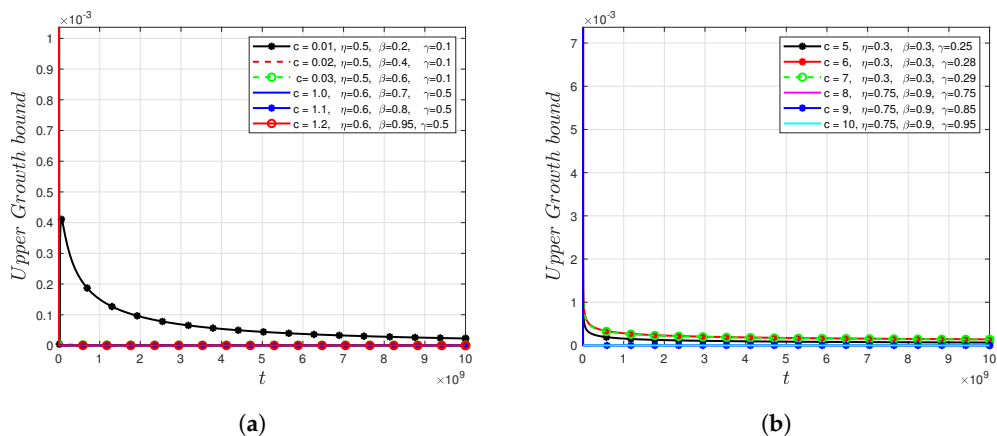 ×10⁻³
Upper Growth bound
1
0.9
0.8
0.7
0.6
0.5
0.4
0.3
0.2
0.1
0
c = 0.01, η=0.5, β=0.2, γ=0.1
c = 0.02, η=0.5, β=0.4, γ=0.1
c= 0.03, η=0.5, β=0.6, γ=0.1
c = 1.0, η=0.6, β=0.7, γ=0.5
c = 1.1, η=0.6, β=0.8, γ=0.5
c = 1.2, η=0.6, β=0.95, γ=0.5
0 1 2 3 4 5 6 7 8 9 10
t
×10⁹
(a)
×10⁻³
Upper Growth bound
7
6
5
4
3
2
1
0
c = 5, η=0.3, β=0.3, γ=0.25
c = 6, η=0.3, β=0.3, γ=0.28
c = 7, η=0.3, β=0.3, γ=0.29
c = 8, η=0.75, β=0.9, γ=0.75
c = 9, η=0.75, β=0.9, γ=0.85
c = 10, η=0.75, β=0.9, γ=0.95
0 1 2 3 4 5 6 7 8 9 10
t
×10⁹
(b)